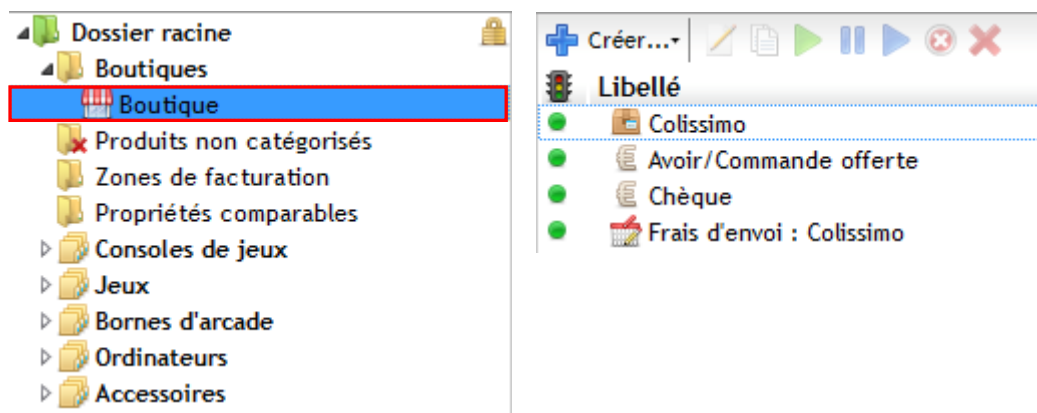 Dossier racine
Boutiques
Boutique
Produits non catégorisés
Zones de facturation
Propriétés comparables
Consoles de jeux
Jeux
Bornes d'arcade
Ordinateurs
Accessoires
Créer...
Libellé
Colissimo
Avoir/Commande offerte
Chèque
Frais d'envoi : Colissimo